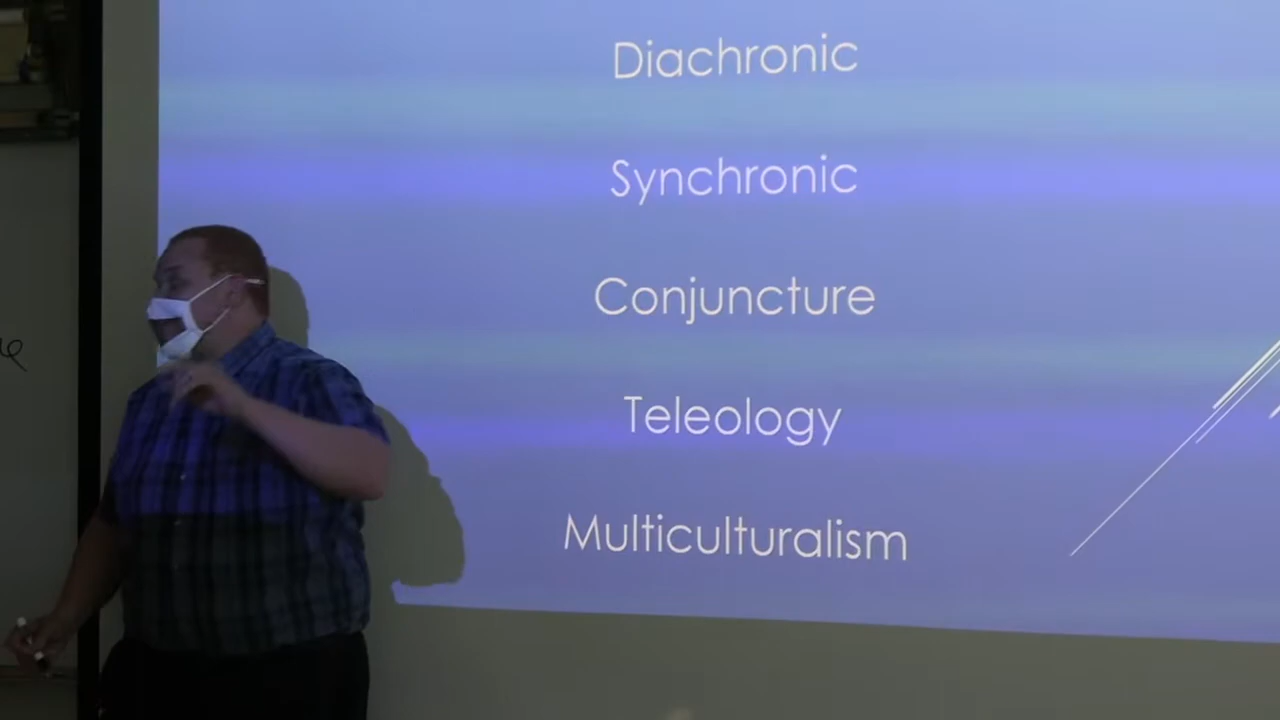 Diachronic
Synchronic
Conjuncture
Teleology
Multiculturalism